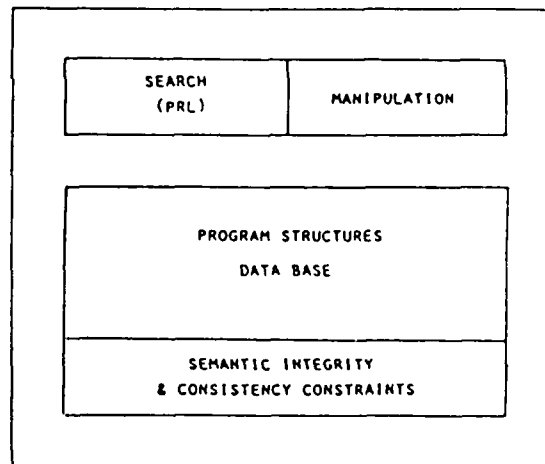 SEARCH
(PRL)
MANIPULATION
PROGRAM STRUCTURES
DATA BASE
SEMANTIC INTEGRITY
& CONSISTENCY CONSTRAINTS